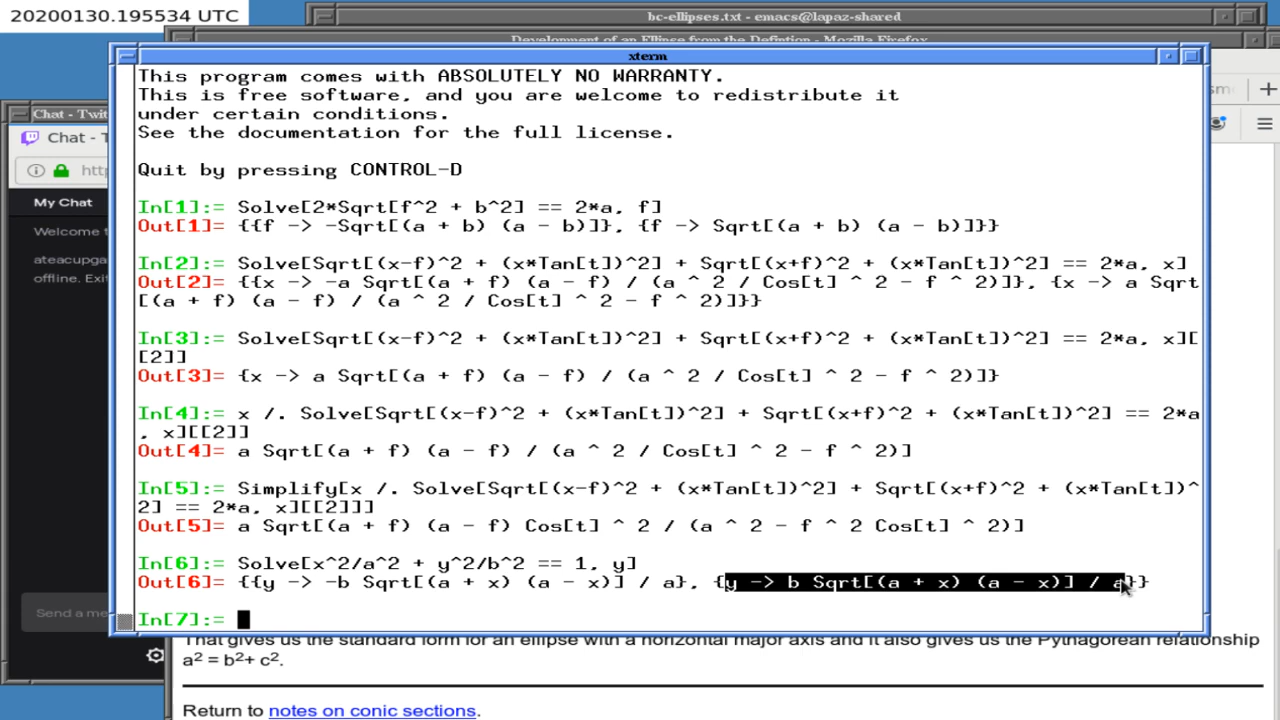 20200130.195534 UTC
bc-ellipses.txt - emacs@lapaz-shared
Development of an Ellipse from the Defintion - Mozilla Firefox
xterm
This program comes with ABSOLUTELY NO WARRANTY.
This is free software, and you are welcome to redistribute it
under certain conditions.
See the documentation for the full license.
Quit by pressing CONTROL-D
In[1]:= Solve[2*Sqrt[f^2 + b^2] == 2*a, f]
Out[1]= {{f -> -Sqrt[(a + b) (a - b)]}, {f -> Sqrt[(a + b) (a - b)]}}
In[2]:= Solve[Sqrt[(x-f)^2 + (x*Tan[t])^2] + Sqrt[(x+f)^2 + (x*Tan[t])^2] == 2*a, x]
Out[2]= {{x -> -a Sqrt[(a + f) (a - f) / (a ^ 2 / Cos[t] ^ 2 - f ^ 2)]}, {x -> a Sqrt
[(a + f) (a - f) / (a ^ 2 / Cos[t] ^ 2 - f ^ 2)]}}
In[3]:= Solve[Sqrt[(x-f)^2 + (x*Tan[t])^2] + Sqrt[(x+f)^2 + (x*Tan[t])^2] == 2*a, x][
[2]]
Out[3]= {x -> a Sqrt[(a + f) (a - f) / (a ^ 2 / Cos[t] ^ 2 - f ^ 2)]}
In[4]:= x /. Solve[Sqrt[(x-f)^2 + (x*Tan[t])^2] + Sqrt[(x+f)^2 + (x*Tan[t])^2] == 2*a
, x][[2]]
Out[4]= a Sqrt[(a + f) (a - f) / (a ^ 2 / Cos[t] ^ 2 - f ^ 2)]
In[5]:= Simplify[x /. Solve[Sqrt[(x-f)^2 + (x*Tan[t])^2] + Sqrt[(x+f)^2 + (x*Tan[t])^
2] == 2*a, x][[2]]]
Out[5]= a Sqrt[(a + f) (a - f) Cos[t] ^ 2 / (a ^ 2 - f ^ 2 Cos[t] ^ 2)]
In[6]:= Solve[x^2/a^2 + y^2/b^2 == 1, y]
Out[6]= {{y -> -b Sqrt[(a + x) (a - x)] / a}, {y -> b Sqrt[(a + x) (a - x)] / a}}
In[7]:=
Chat - Twit
Chat - T
http
My Chat
Welcome t
ateacupga
offline. Exi
Send a me
That gives us the standard form for an ellipse with a horizontal major axis and it also gives us the Pythagorean relationship
a² = b²+ c².
Return to notes on conic sections.